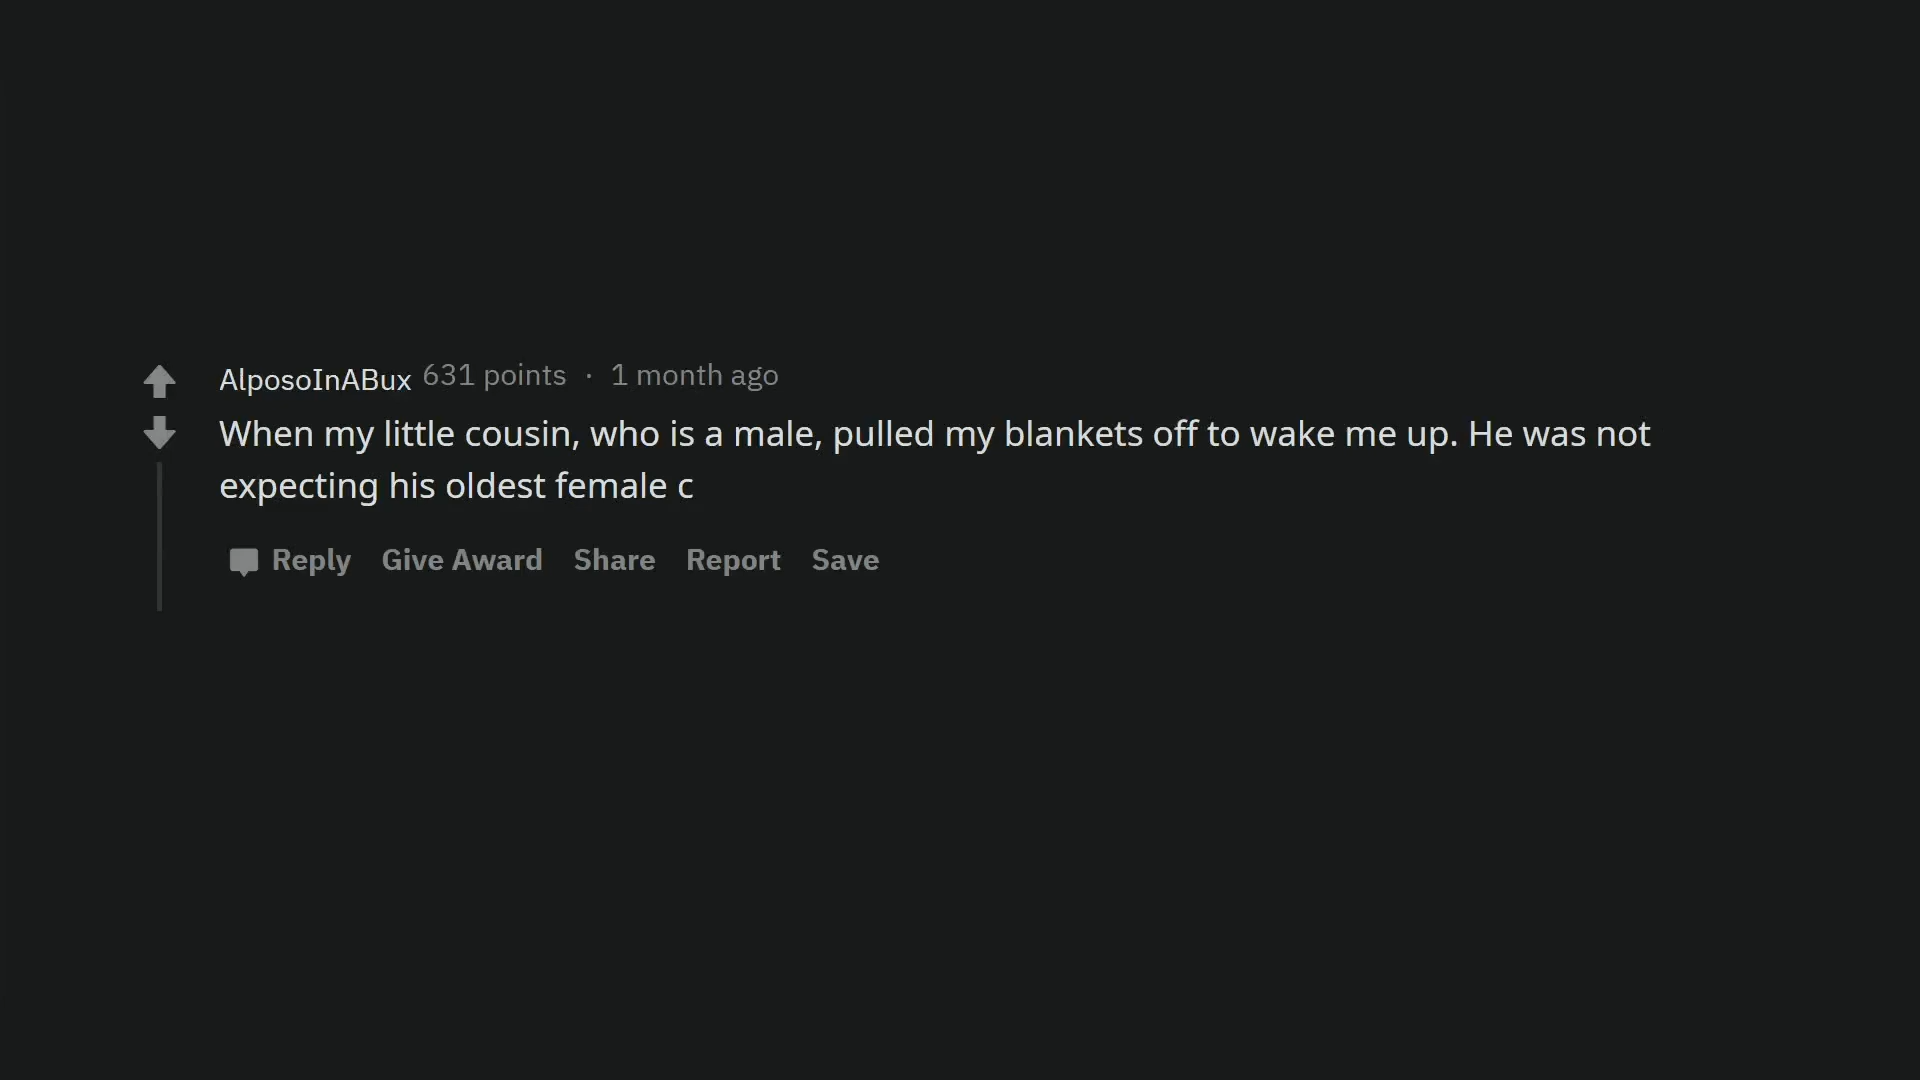 AlposoInABux 631 points · 1 month ago
When my little cousin, who is a male, pulled my blankets off to wake me up. He was not
expecting his oldest female c
Reply Give Award Share Report Save